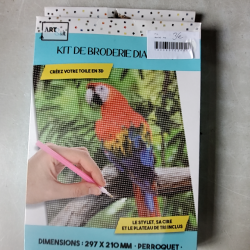 ART
KIT DE BRODERIE DIA
CRÉEZ VOTRE TOILE EN 5D
LE STYLET, SA CIRE
ET LE PLATEAU DE TRI INCLUS
DIMENSIONS : 297 X 210 MM - PERROQUET -